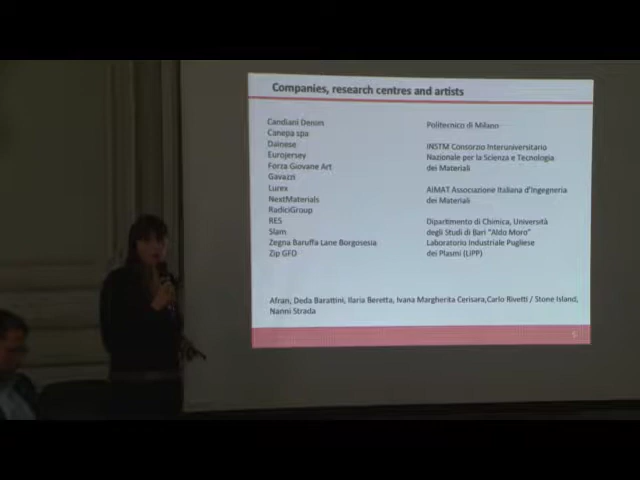 Companies, research centres and artists
Candiani Denim
Canepa spa
Dainese
Eurojersey
Forza Giovane Art
Gavazzi
Lurex
NextMaterials
RadiciGroup
RES
Slam
Zegna Baruffa Lane Borgosesia
Zip GFD
Politecnico di Milano
INSTM Consorzio Interuniversitario
Nazionale per la Scienza e Tecnologia
dei Materiali
AIMAT Associazione Italiana d'Ingegneria
dei Materiali
Dipartimento di Chimica, Università
degli Studi di Bari "Aldo Moro"
Laboratorio Industriale Pugliese
dei Plasmi (LIPP)
Afran, Deda Barattini, Ilaria Beretta, Ivana Margherita Cerisara,Carlo Rivetti / Stone Island,
Nanni Strada